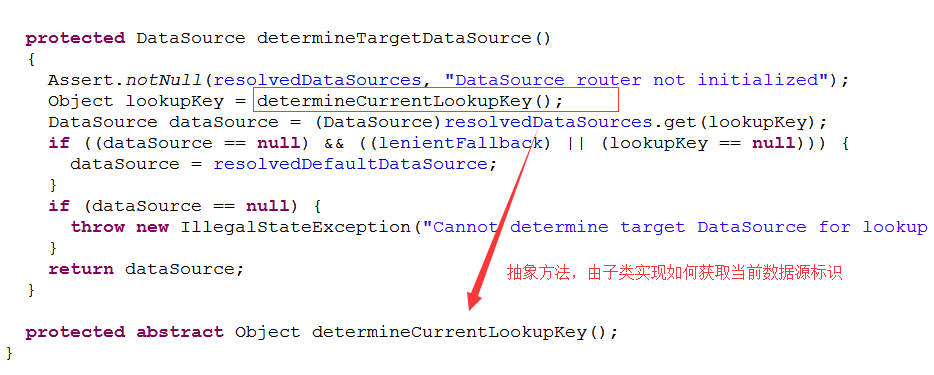 protected DataSource determineTargetDataSource()
{
Assert.notNull(resolvedDataSources, "DataSource router not initialized");
Object lookupKey = determineCurrentLookupKey();
DataSource dataSource = (DataSource)resolvedDataSources.get(lookupKey);
if ((dataSource == null) && ((lenientFallback) || (lookupKey == null))) {
dataSource = resolvedDefaultDataSource;
}
if (dataSource == null) {
throw new IllegalStateException("Cannot determine target DataSource for lookup
}
return dataSource;
抽象方法，由子类实现如何获取当前数据源标识
}
protected abstract Object determineCurrentLookupKey();
}